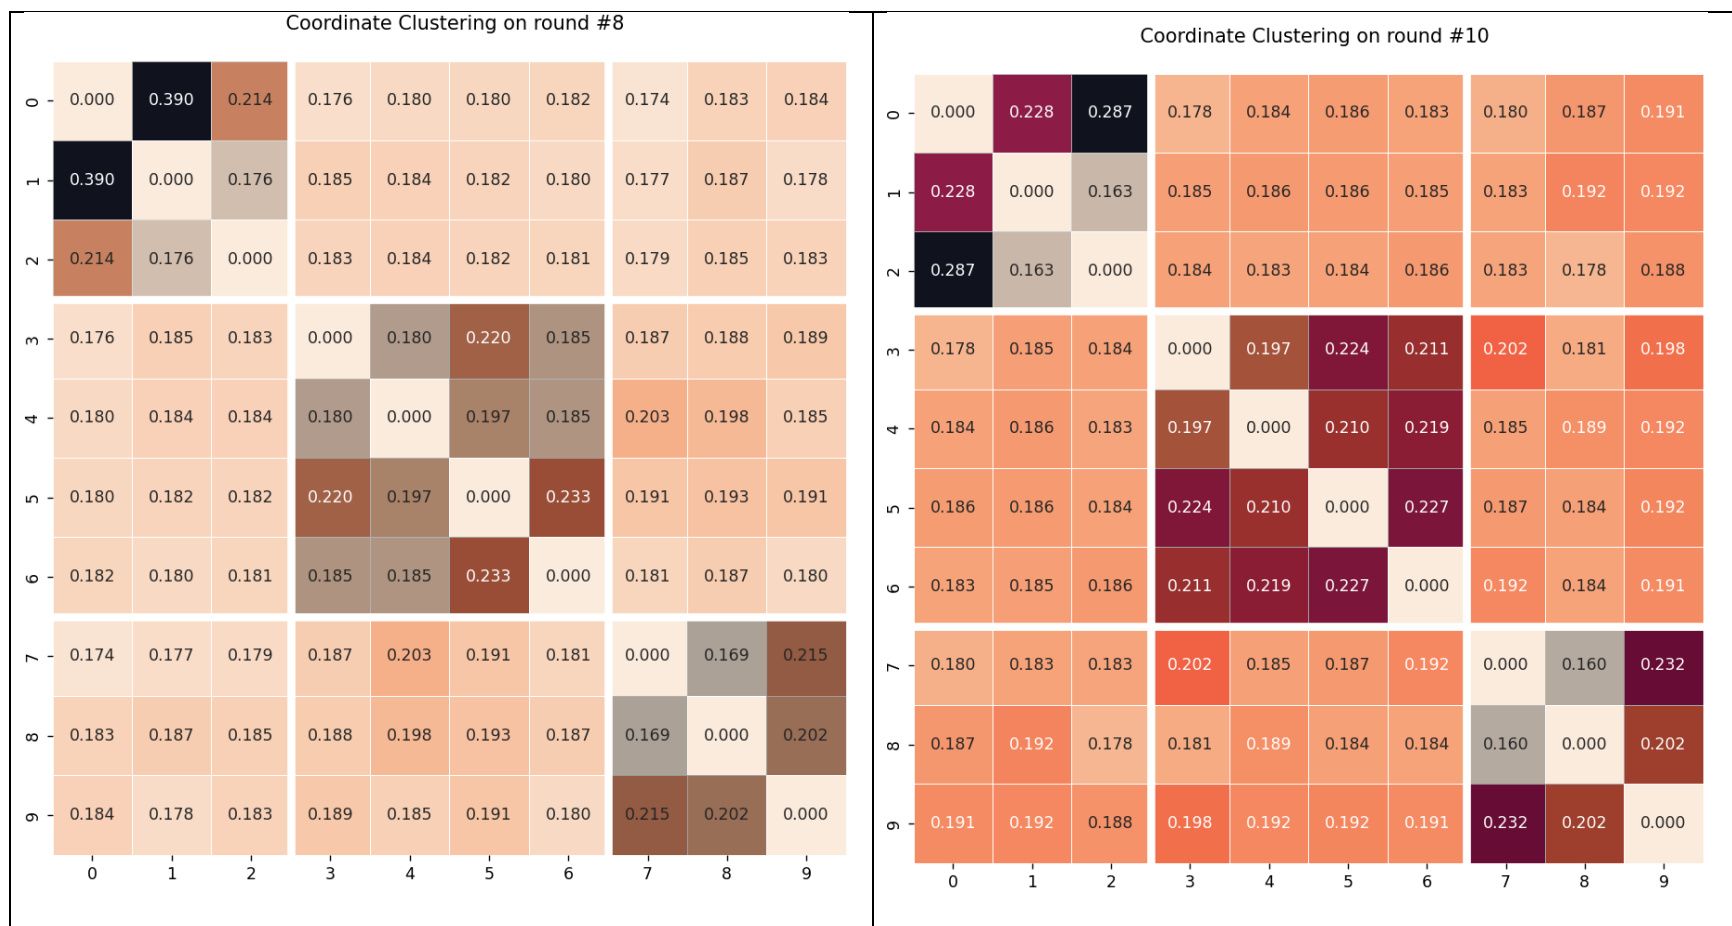 Coordinate Clustering on round #8
0 0.000 0.390 0.214 0.176 0.180 0.180 0.182 0.174 0.183 0.184
1 0.390 0.000 0.176 0.185 0.184 0.182 0.180 0.177 0.187 0.178
2 0.214 0.176 0.000 0.183 0.184 0.182 0.181 0.179 0.185 0.183
3 0.176 0.185 0.183 0.000 0.180 0.220 0.185 0.187 0.188 0.189
4 0.180 0.184 0.184 0.180 0.000 0.197 0.185 0.203 0.198 0.185
5 0.180 0.182 0.182 0.220 0.197 0.000 0.233 0.191 0.193 0.191
6 0.182 0.180 0.181 0.185 0.185 0.233 0.000 0.181 0.187 0.180
7 0.174 0.177 0.179 0.187 0.203 0.191 0.181 0.000 0.169 0.215
8 0.183 0.187 0.185 0.188 0.198 0.193 0.187 0.169 0.000 0.202
9 0.184 0.178 0.183 0.189 0.185 0.191 0.180 0.215 0.202 0.000
0 1 2 3 4 5 6 7 8 9
Coordinate Clustering on round #10
0 0.000 0.228 0.287 0.178 0.184 0.186 0.183 0.180 0.187 0.191
1 0.228 0.000 0.163 0.185 0.186 0.186 0.185 0.183 0.192 0.192
2 0.287 0.163 0.000 0.184 0.183 0.184 0.186 0.183 0.178 0.188
3 0.178 0.185 0.184 0.000 0.197 0.224 0.211 0.202 0.181 0.198
4 0.184 0.186 0.183 0.197 0.000 0.210 0.219 0.185 0.189 0.192
5 0.186 0.186 0.184 0.224 0.210 0.000 0.227 0.187 0.184 0.192
6 0.183 0.185 0.186 0.211 0.219 0.227 0.000 0.192 0.184 0.191
7 0.180 0.183 0.183 0.202 0.185 0.187 0.192 0.000 0.160 0.232
8 0.187 0.192 0.178 0.181 0.189 0.184 0.184 0.160 0.000 0.202
9 0.191 0.192 0.188 0.198 0.192 0.192 0.191 0.232 0.202 0.000
0 1 2 3 4 5 6 7 8 9